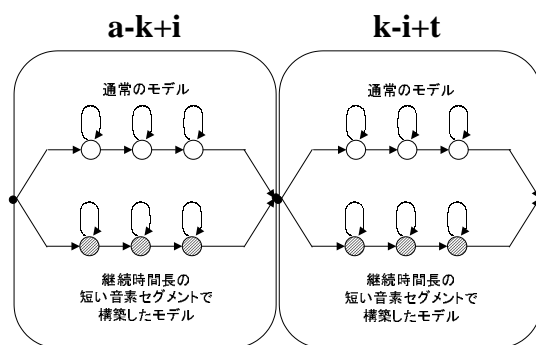 a-k+i
k-i+t
通常のモデル
通常のモデル
継続時間長の
短い音素セグメントで
構築したモデル
継続時間長の
短い音素セグメントで
構築したモデル